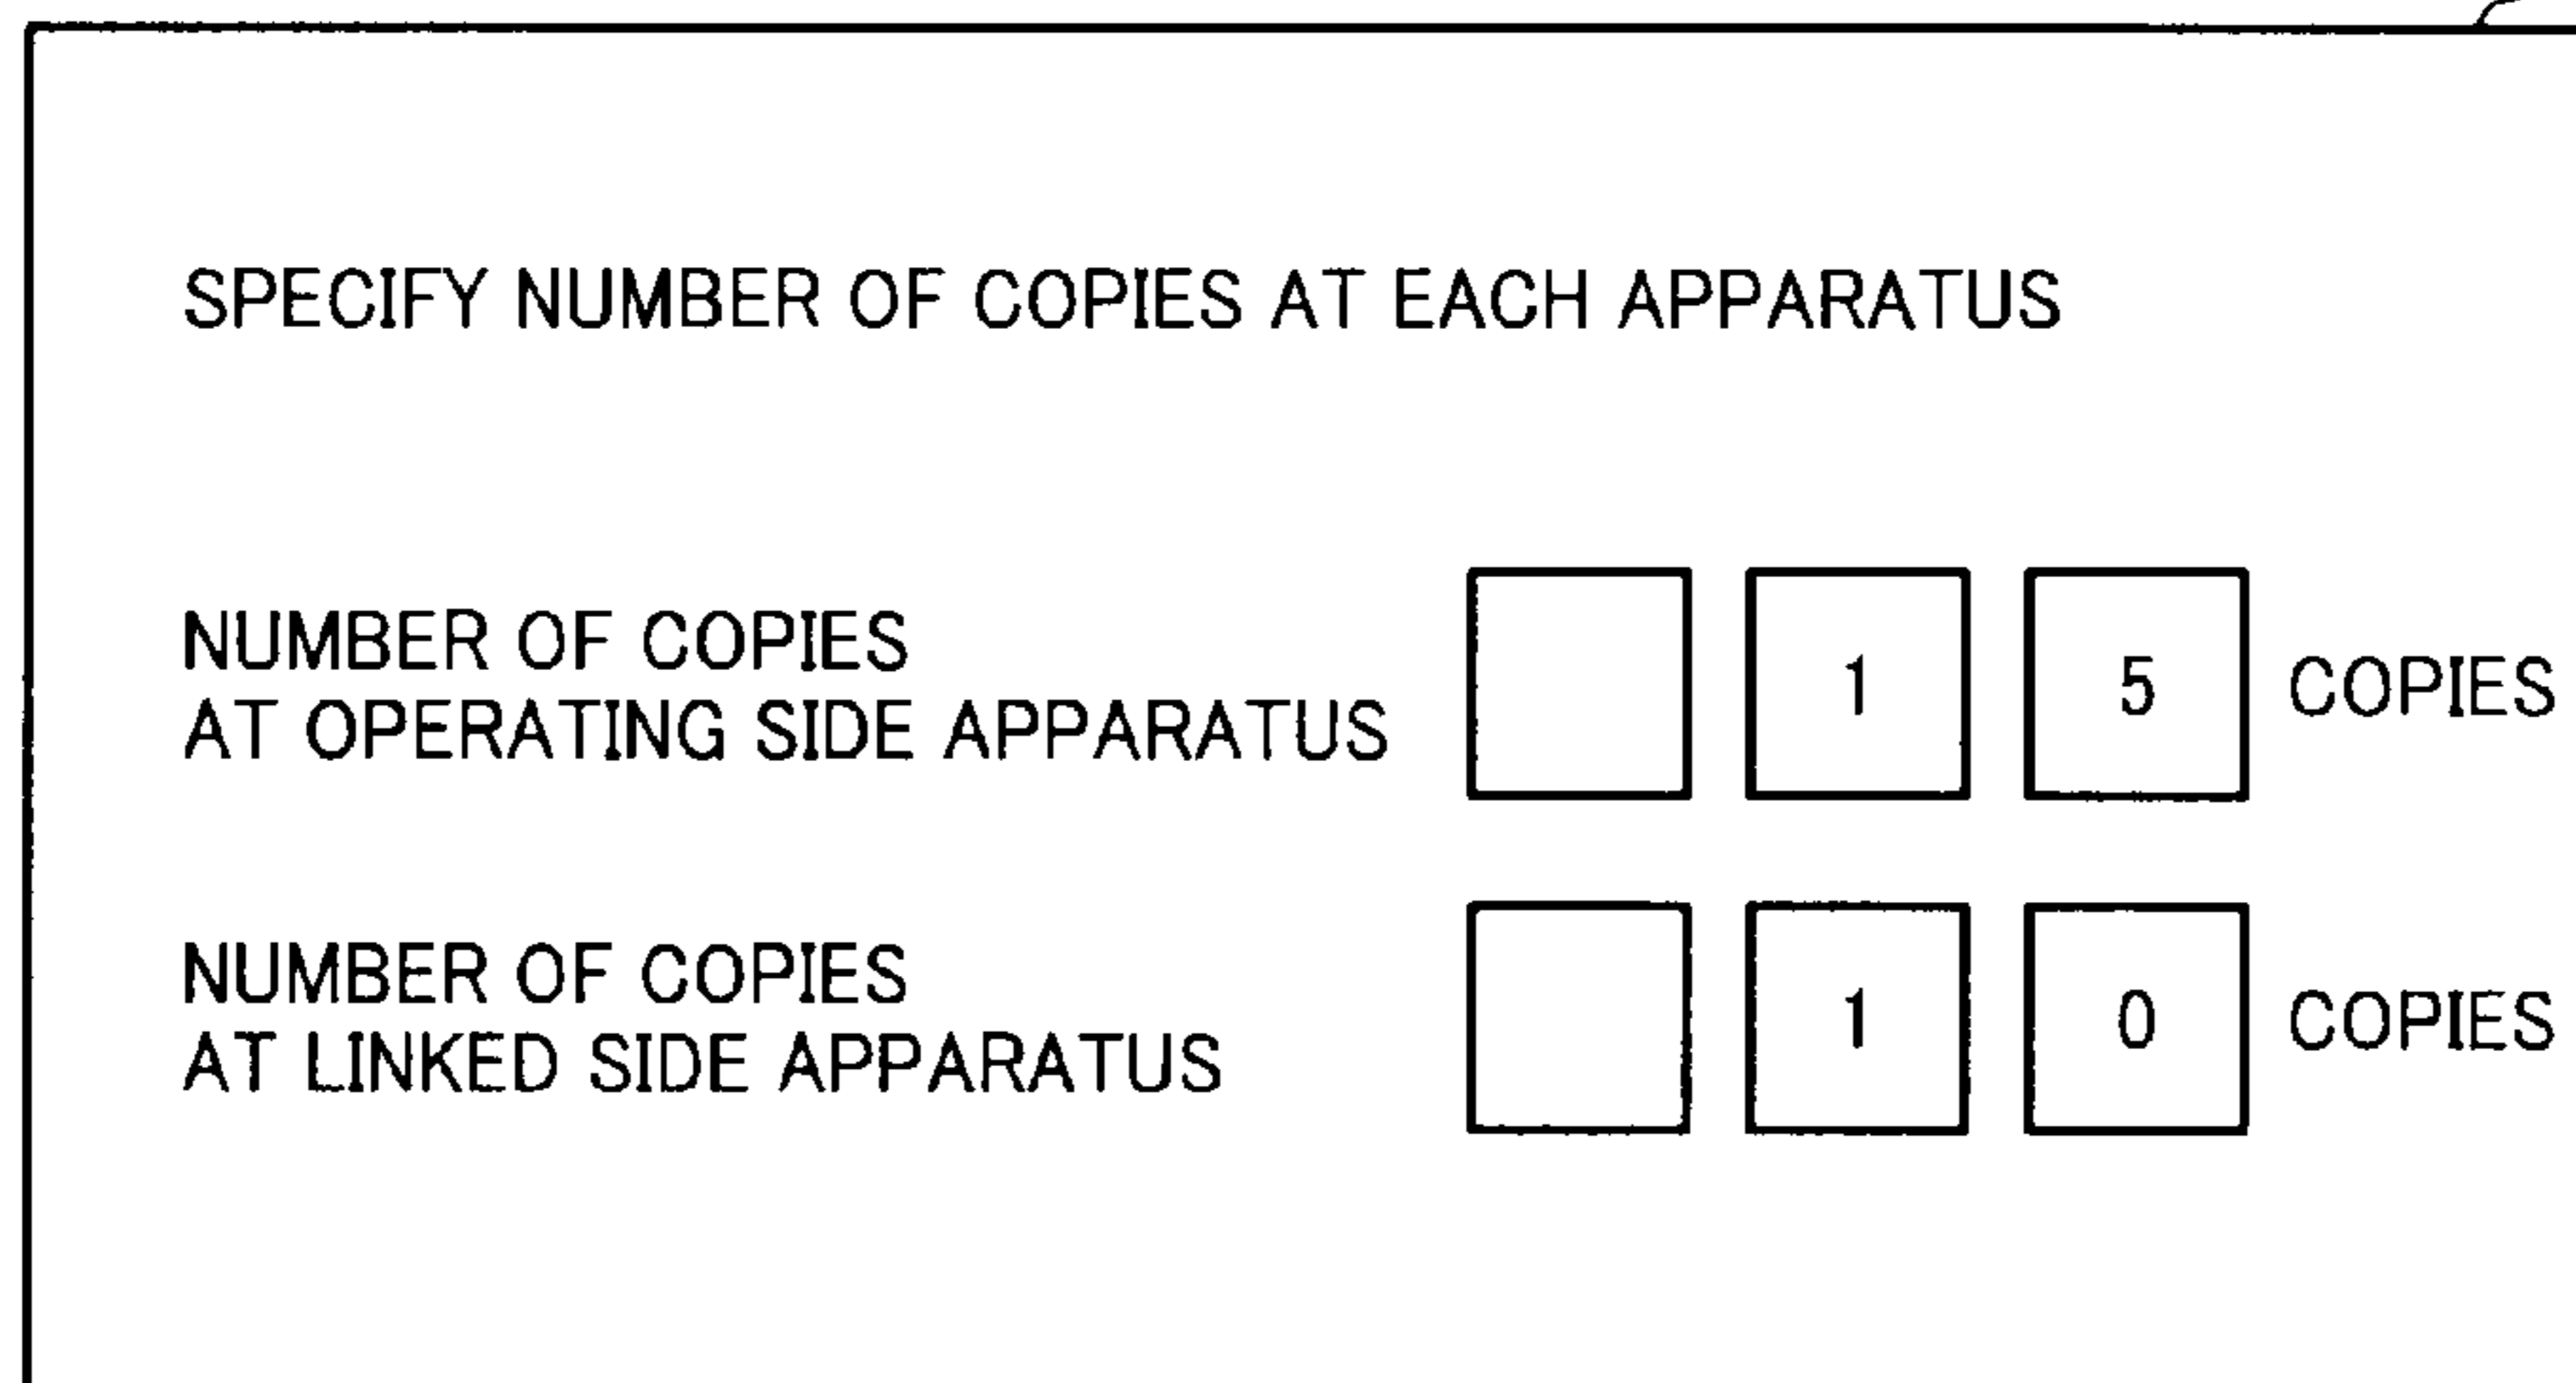 SPECIFY NUMBER OF COPIES AT EACH APPARATUS
NUMBER OF COPIES
AT OPERATING SIDE APPARATUS 1 5 COPIES
NUMBER OF COPIES
AT LINKED SIDE APPARATUS 1 0 COPIES